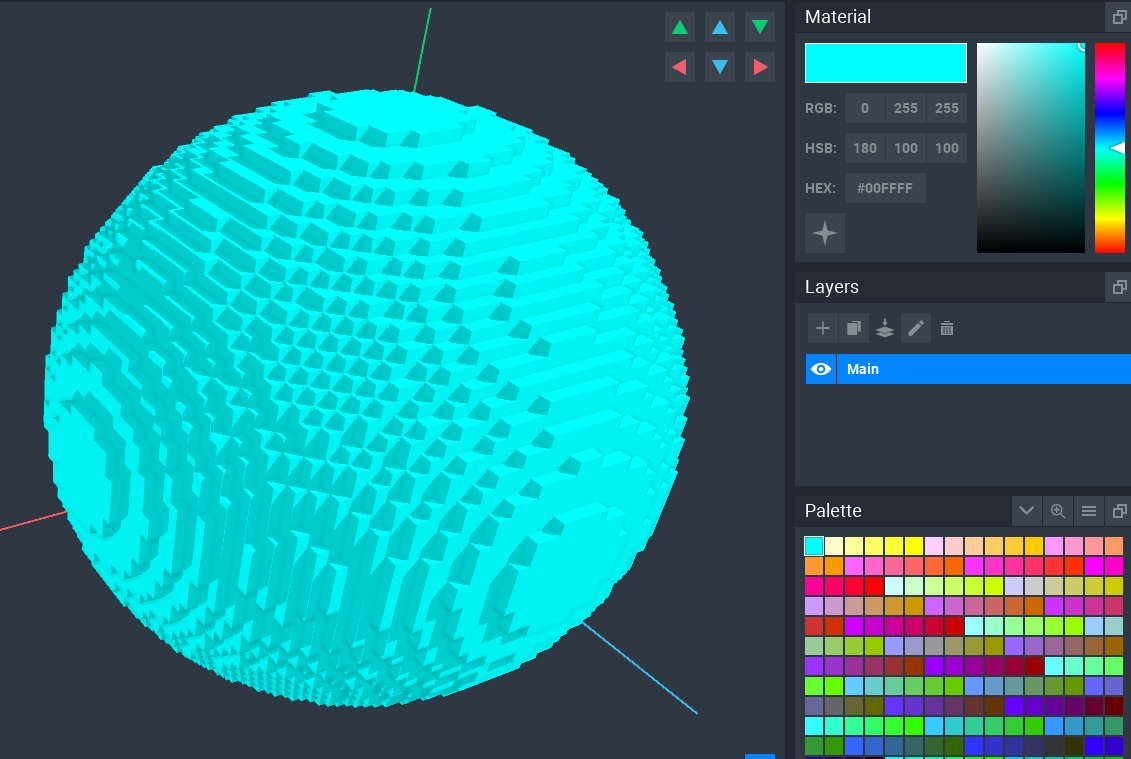 Material
RGB: 0 255 255
HSB: 180 100 100
HEX: #00FFFF
Layers
Main
Palette